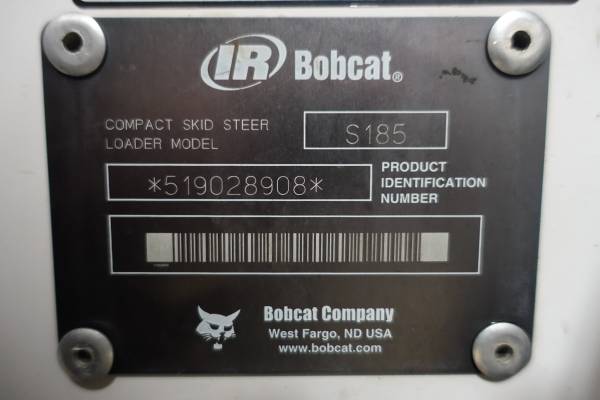 IR Bobcat®
COMPACT SKID STEER
LOADER MODEL
S185
*519028908*
PRODUCT
IDENTIFICATION
NUMBER
Bobcat Company
West Fargo, ND USA
www.bobcat.com